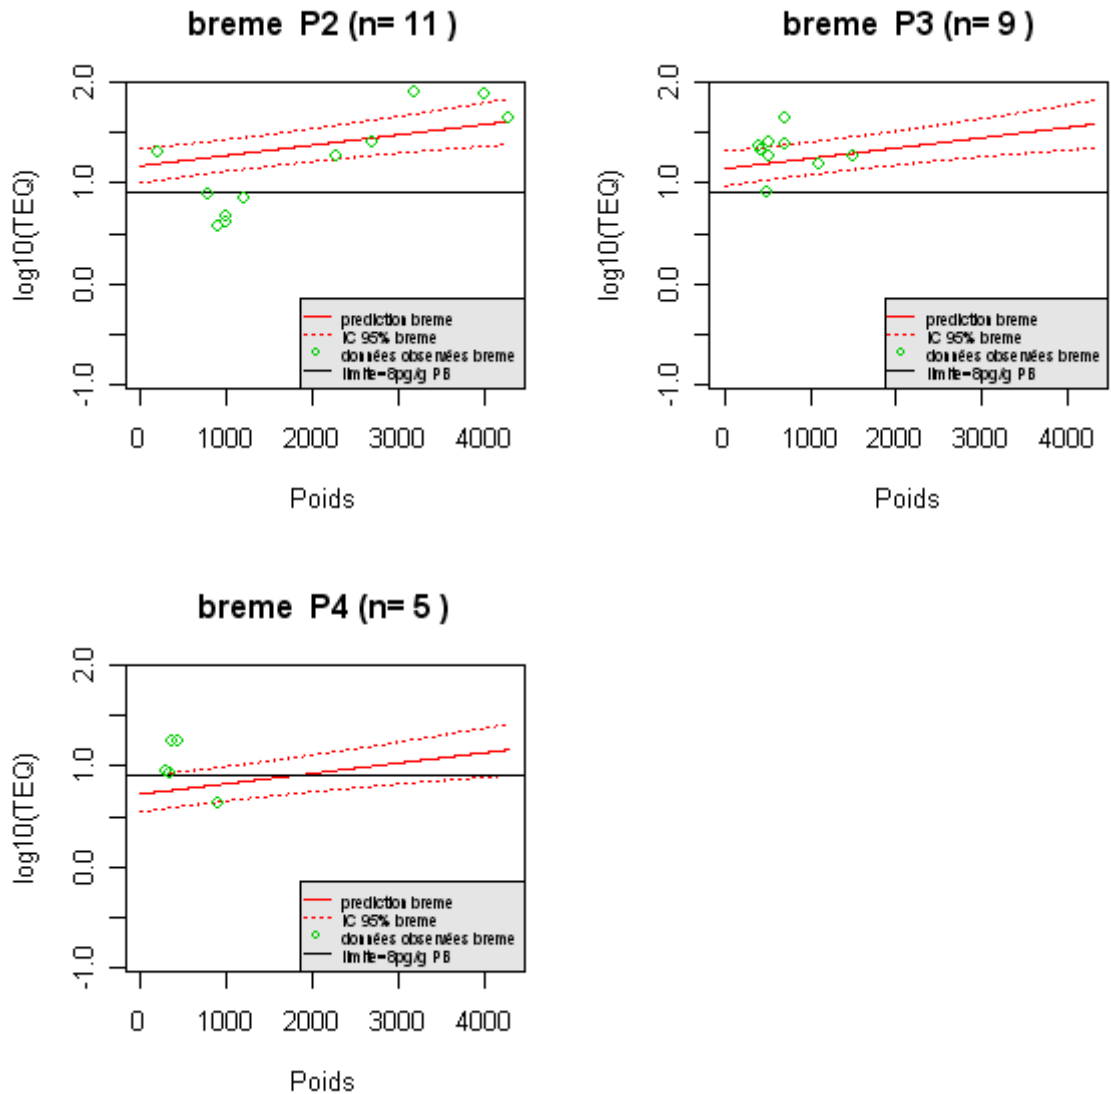 breme P2 (n= 11 )
log10(TEQ)
2.0
1.0
0.0
-1.0
prediction breme
IC 95% breme
données observées breme
limite=8pg/g PB
0 1000 2000 3000 4000
Poids
breme P3 (n= 9 )
log10(TEQ)
2.0
1.0
0.0
-1.0
prediction breme
IC 95% breme
données observées breme
limite=8pg/g PB
0 1000 2000 3000 4000
Poids
breme P4 (n= 5 )
log10(TEQ)
2.0
1.0
0.0
-1.0
prediction breme
IC 95% breme
données observées breme
limite=8pg/g PB
0 1000 2000 3000 4000
Poids